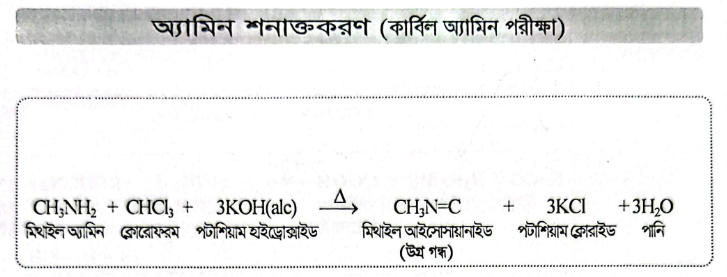 অ্যামিন শনাক্তকরণ (কার্বিল অ্যামিন পরীক্ষা)
CH₃NH₂ + CHCl₃ + 3KOH(alc) —Δ→ CH₃N=C + 3KCl +3H₂O
মিথাইল অ্যামিন ক্লোরোফরম পটাশিয়াম হাইড্রোক্সাইড মিথাইল আইসোসায়ানাইড পটাশিয়াম ক্লোরাইড পানি
(উগ্র গন্ধ)